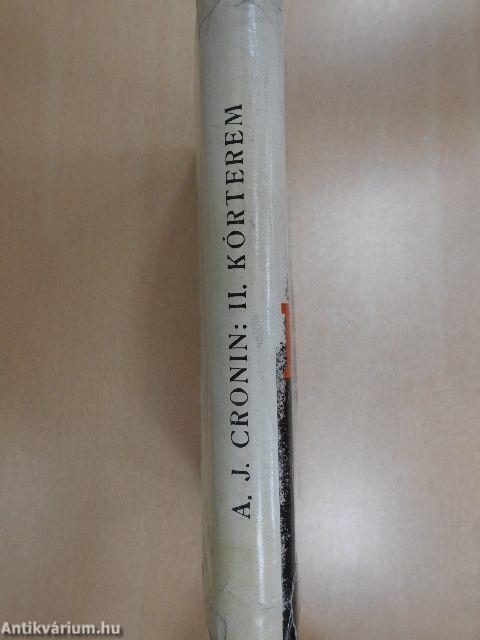 A. J. CRONIN: II. KÓRTEREM
Antikvárium.hu